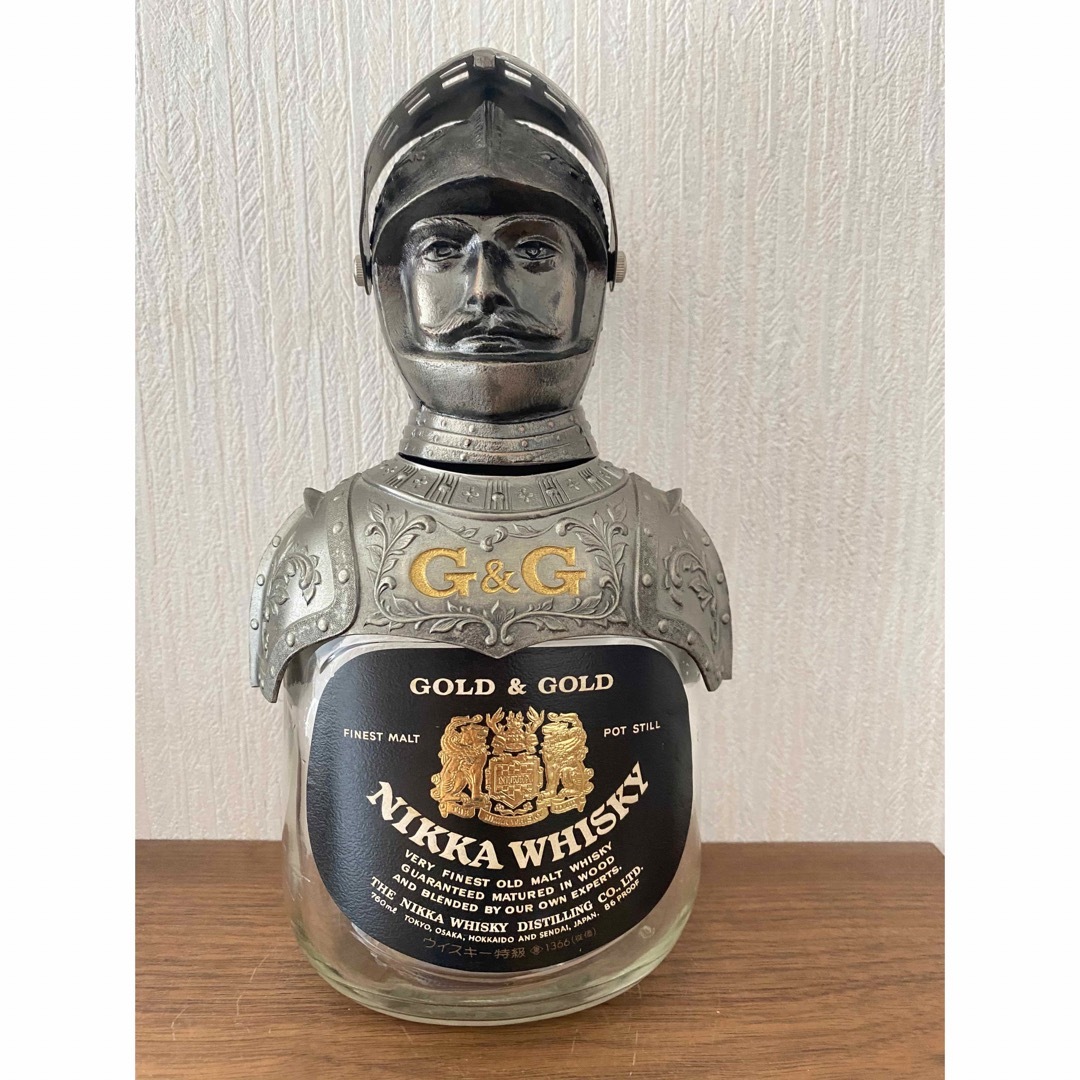 G&G
GOLD & GOLD
FINEST MALT
POT STILL
NIKKA
NIKKA WHISKY
VERY FINEST OLD MALT WHISKY
GUARANTEED MATURED IN WOOD
AND BLENDED BY OUR OWN EXPERTS.
THE NIKKA WHISKY DISTILLING CO., LTD.
760ml TOKYO, OSAKA, HOKKAIDO AND SENDAI, JAPAN. 86 PROOF
ウイスキー特級 1366